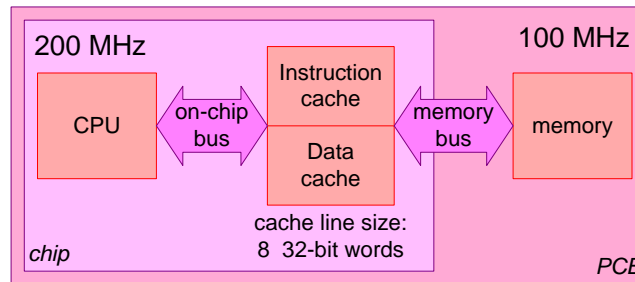 200 MHz
100 MHz
CPU
on-chip
bus
Instruction
cache
Data
cache
memory
bus
memory
cache line size:
8 32-bit words
chip
PCB